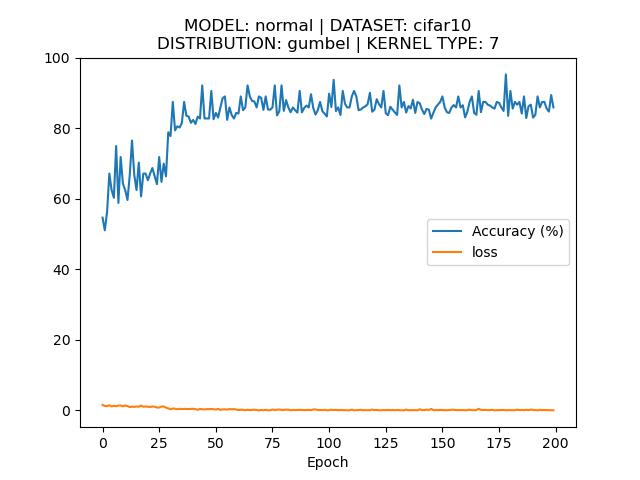 MODEL: normal | DATASET: cifar10
DISTRIBUTION: gumbel | KERNEL TYPE: 7
100
80
60
40
20
0
Accuracy (%)
loss
0 25 50 75 100 125 150 175 200
Epoch